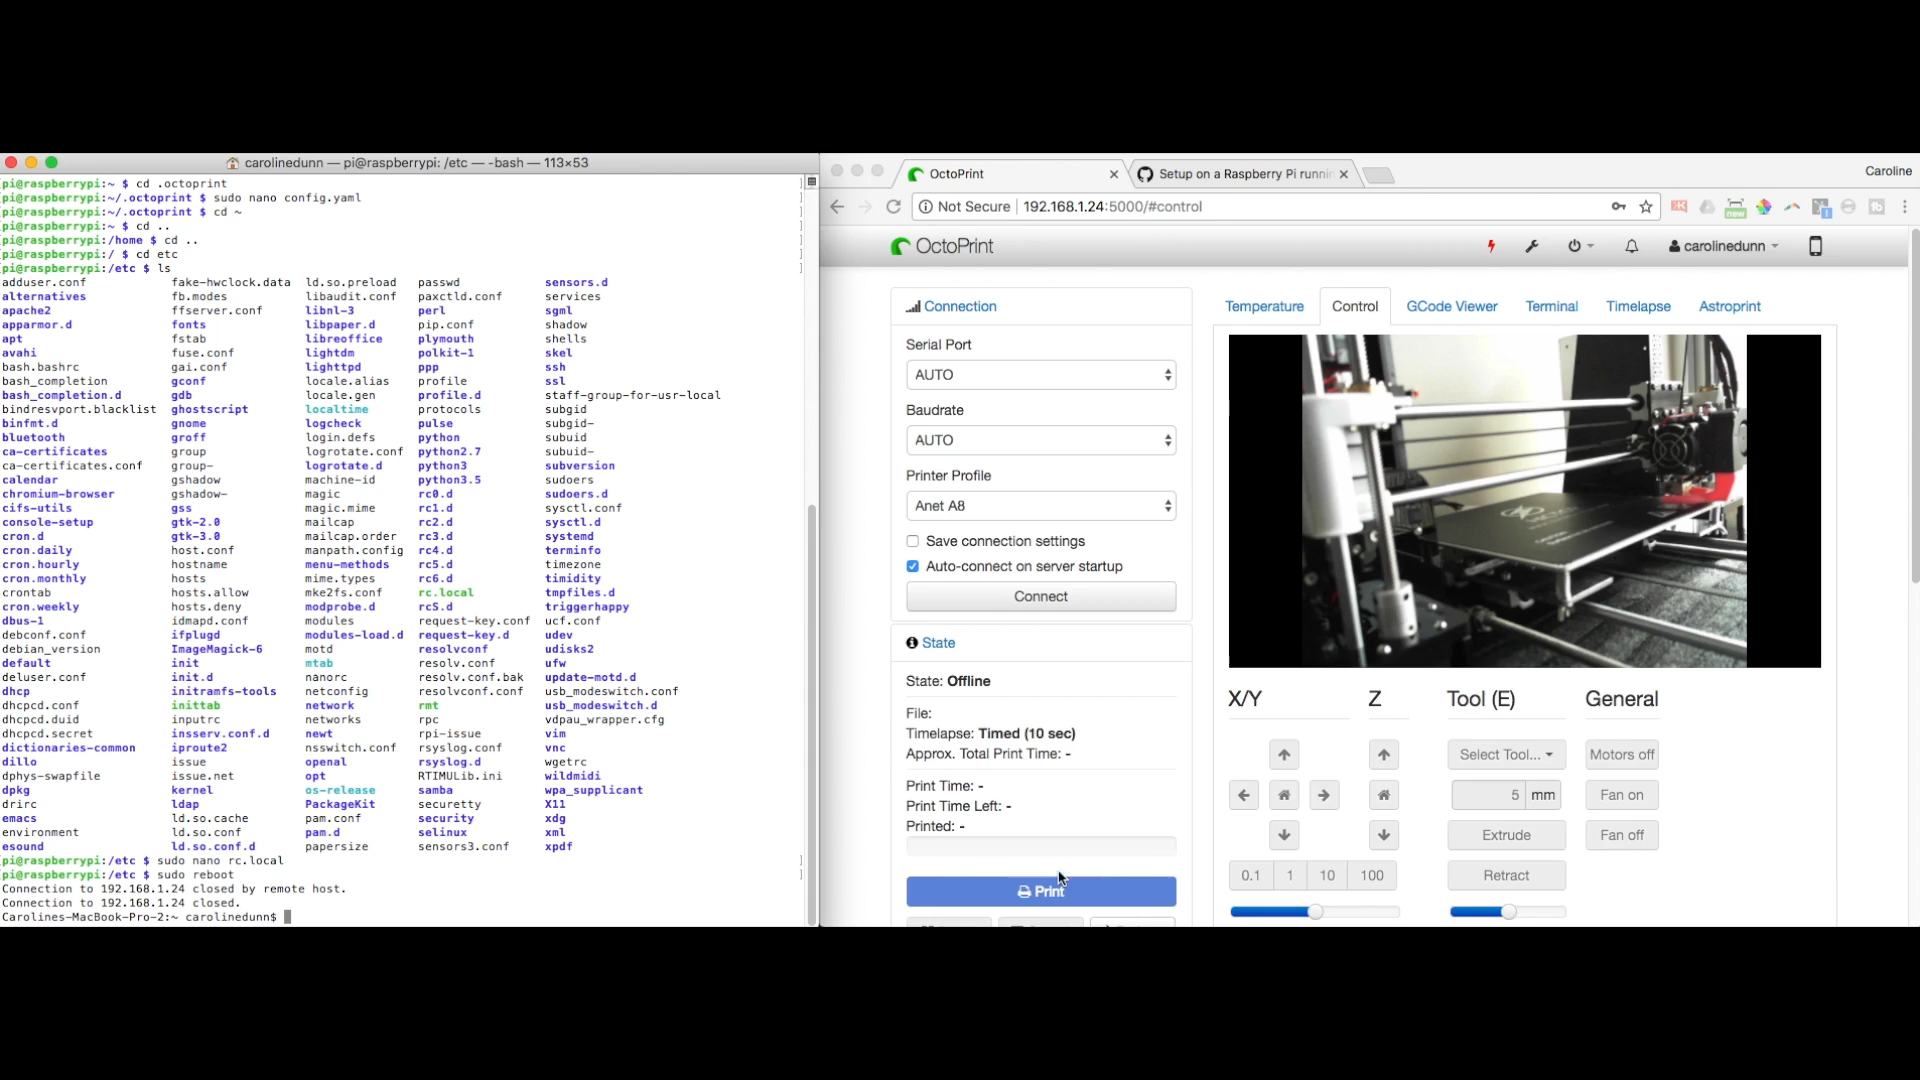 carolinedunn — pi@raspberrypi: /etc — -bash — 113×53
pi@raspberrypi:~ $ cd .octoprint
pi@raspberrypi:~/.octoprint $ sudo nano config.yaml
pi@raspberrypi:~/.octoprint $ cd ~
pi@raspberrypi:~ $ cd ..
pi@raspberrypi:/home $ cd ..
pi@raspberrypi:/ $ cd etc
pi@raspberrypi:/etc $ ls
adduser.conf fake-hwclock.data ld.so.preload passwd sensors.d
alternatives fb.modes libaudit.conf paxctld.conf services
apache2 ffserver.conf libnl-3 perl sgml
apparmor.d fonts libpaper.d pip.conf shadow
apt fstab libreoffice plymouth shells
avahi fuse.conf lightdm polkit-1 skel
bash.bashrc gai.conf lighttpd ppp ssh
bash_completion gconf locale.alias profile ssl
bash_completion.d gdb locale.gen profile.d staff-group-for-usr-local
bindresvport.blacklist ghostscript localtime protocols subgid
binfmt.d gnome logcheck pulse subgid-
bluetooth groff login.defs python subuid
ca-certificates group logrotate.conf python2.7 subuid-
ca-certificates.conf group- logrotate.d python3 subversion
calendar gshadow machine-id python3.5 sudoers
chromium-browser gshadow- magic rc0.d sudoers.d
cifs-utils gss magic.mime rc1.d sysctl.conf
console-setup gtk-2.0 mailcap rc2.d sysctl.d
cron.d gtk-3.0 mailcap.order rc3.d systemd
cron.daily host.conf manpath.config rc4.d terminfo
cron.hourly hostname menu-methods rc5.d timezone
cron.monthly hosts mime.types rc6.d timidity
crontab hosts.allow mke2fs.conf rc.local tmpfiles.d
cron.weekly hosts.deny modprobe.d rcS.d triggerhappy
dbus-1 idmapd.conf modules request-key.conf ucf.conf
debconf.conf ifplugd modules-load.d request-key.d udev
debian_version ImageMagick-6 motd resolvconf udisks2
default init mtab resolv.conf ufw
deluser.conf init.d nanorc resolv.conf.bak update-motd.d
dhcp initramfs-tools netconfig resolvconf.conf usb_modeswitch.conf
dhcpcd.conf inittab network rmt usb_modeswitch.d
dhcpcd.duid inputrc networks rpc vdpau_wrapper.cfg
dhcpcd.secret insserv.conf.d newt rpi-issue vim
dictionaries-common iproute2 nsswitch.conf rsyslog.conf vnc
dillo issue openal rsyslog.d wgetrc
dphys-swapfile issue.net opt RTIMULib.ini wildmidi
dpkg kernel os-release samba wpa_supplicant
drirc ldap PackageKit securetty X11
emacs ld.so.cache pam.conf security xdg
environment ld.so.conf pam.d selinux xml
esound ld.so.conf.d papersize sensors3.conf xpdf
pi@raspberrypi:/etc $ sudo nano rc.local
pi@raspberrypi:/etc $ sudo reboot
Connection to 192.168.1.24 closed by remote host.
Connection to 192.168.1.24 closed.
Carolines-MacBook-Pro-2:~ carolinedunn$
OctoPrint
Setup on a Raspberry Pi runnin
Caroline
Not Secure 192.168.1.24:5000/#control
new
OctoPrint
carolinedunn
Connection
Serial Port
AUTO
Baudrate
AUTO
Printer Profile
Anet A8
Save connection settings
Auto-connect on server startup
Connect
State
State: Offline
File:
Timelapse: Timed (10 sec)
Approx. Total Print Time: -
Print Time: -
Print Time Left: -
Printed: -
Print
Temperature Control GCode Viewer Terminal Timelapse Astroprint
X/Y Z Tool (E) General
Select Tool... Motors off
5 mm Fan on
Extrude Fan off
0.1 1 10 100 Retract